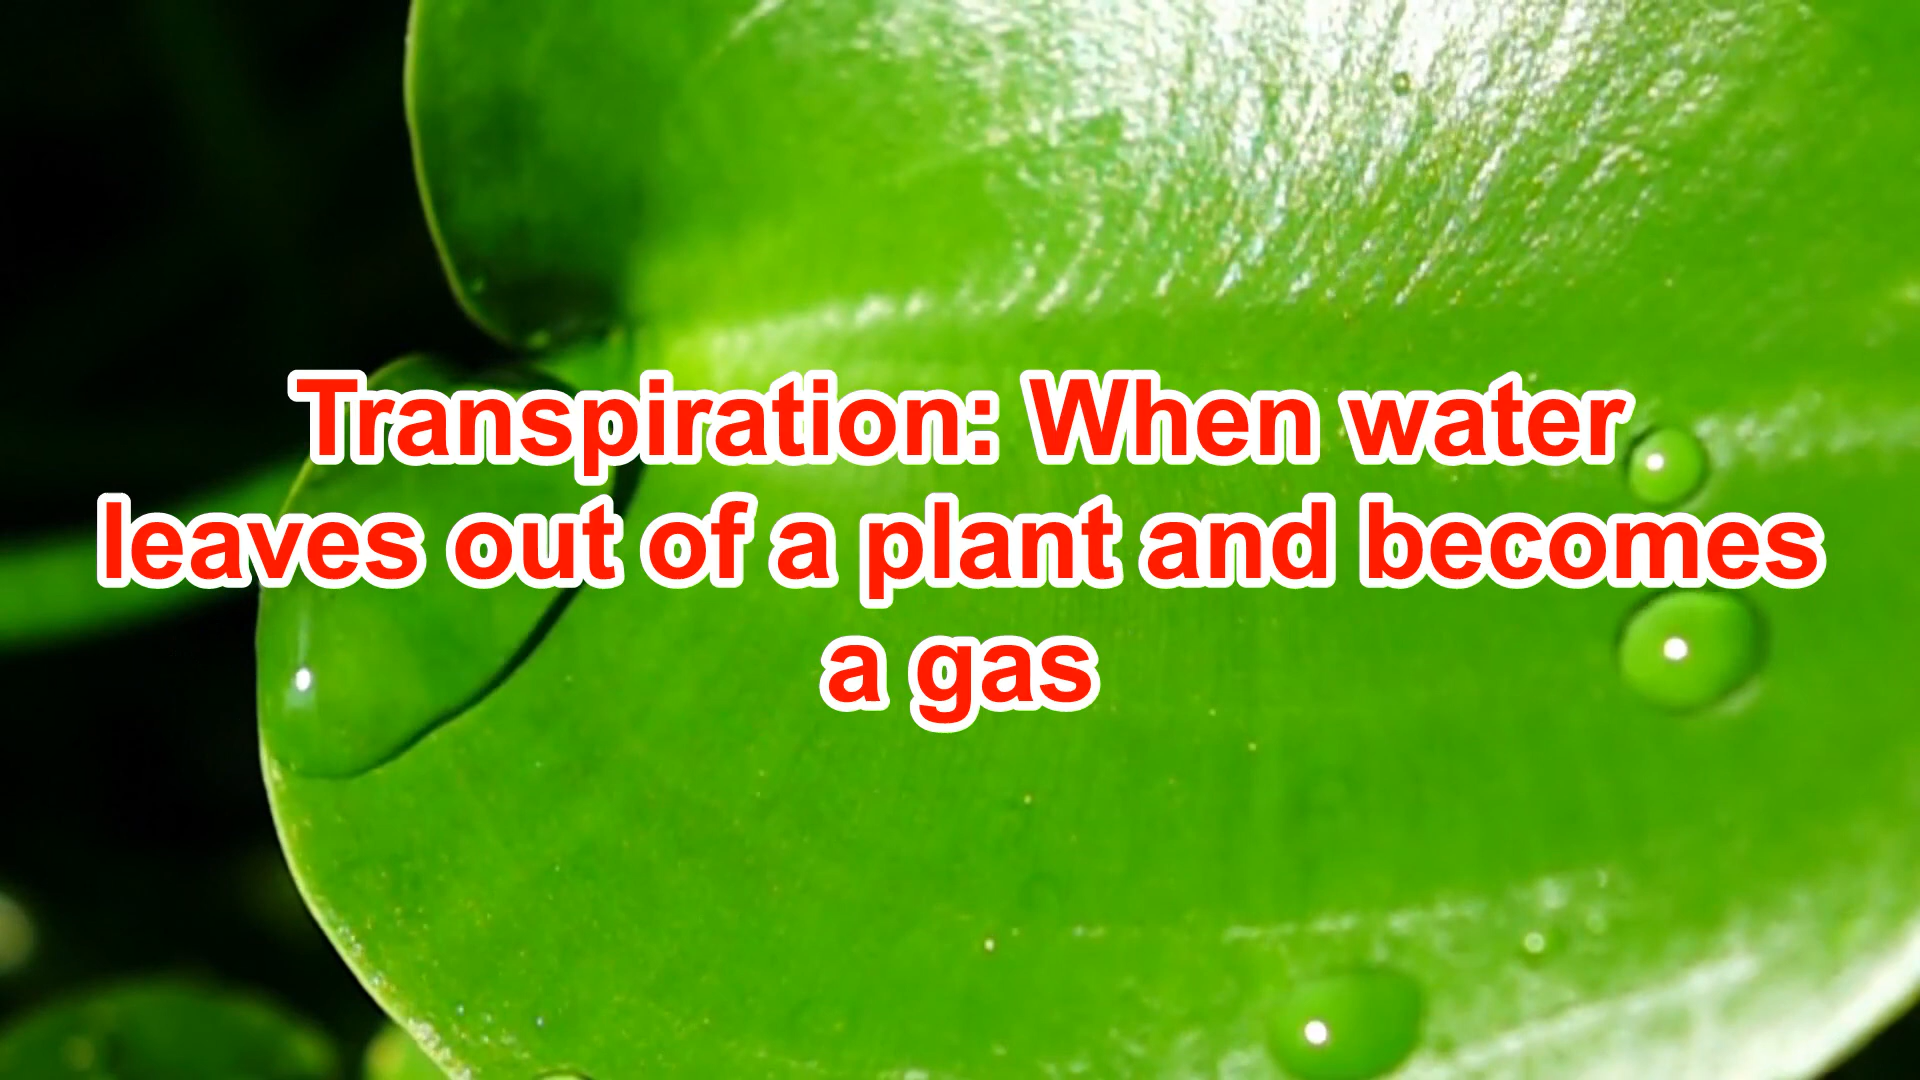 Transpiration: When water
leaves out of a plant and becomes
a gas